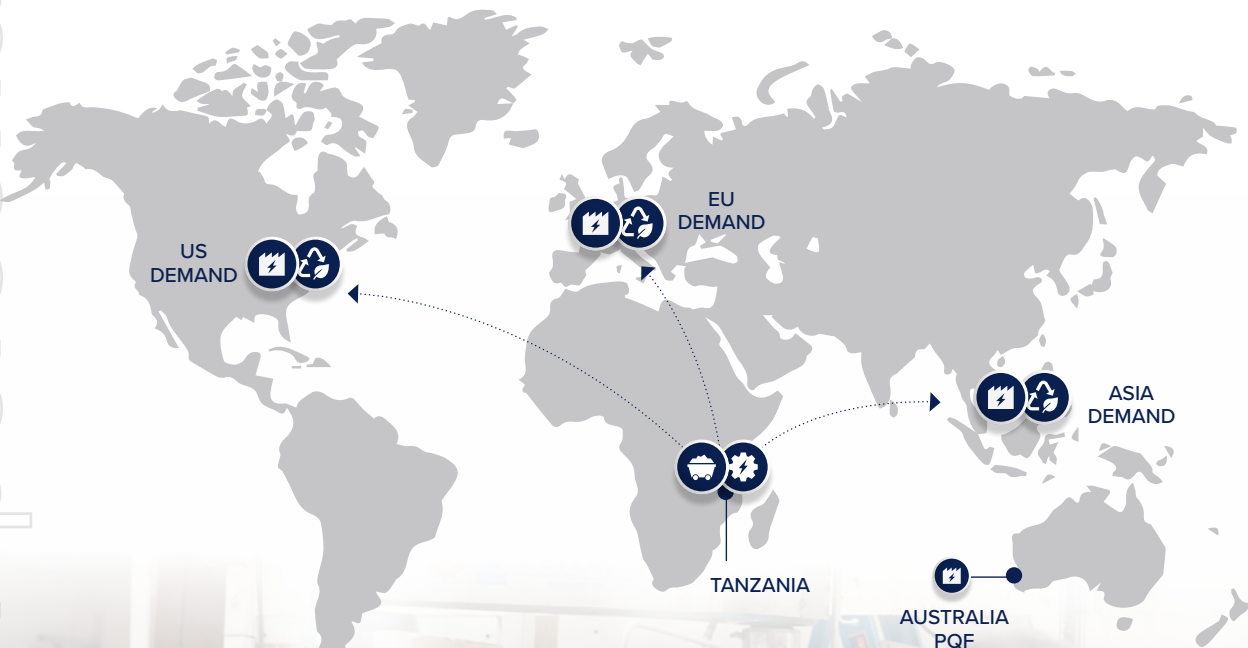 EU
DEMAND
US
DEMAND
ASIA
DEMAND
TANZANIA
AUSTRALIA
PQF